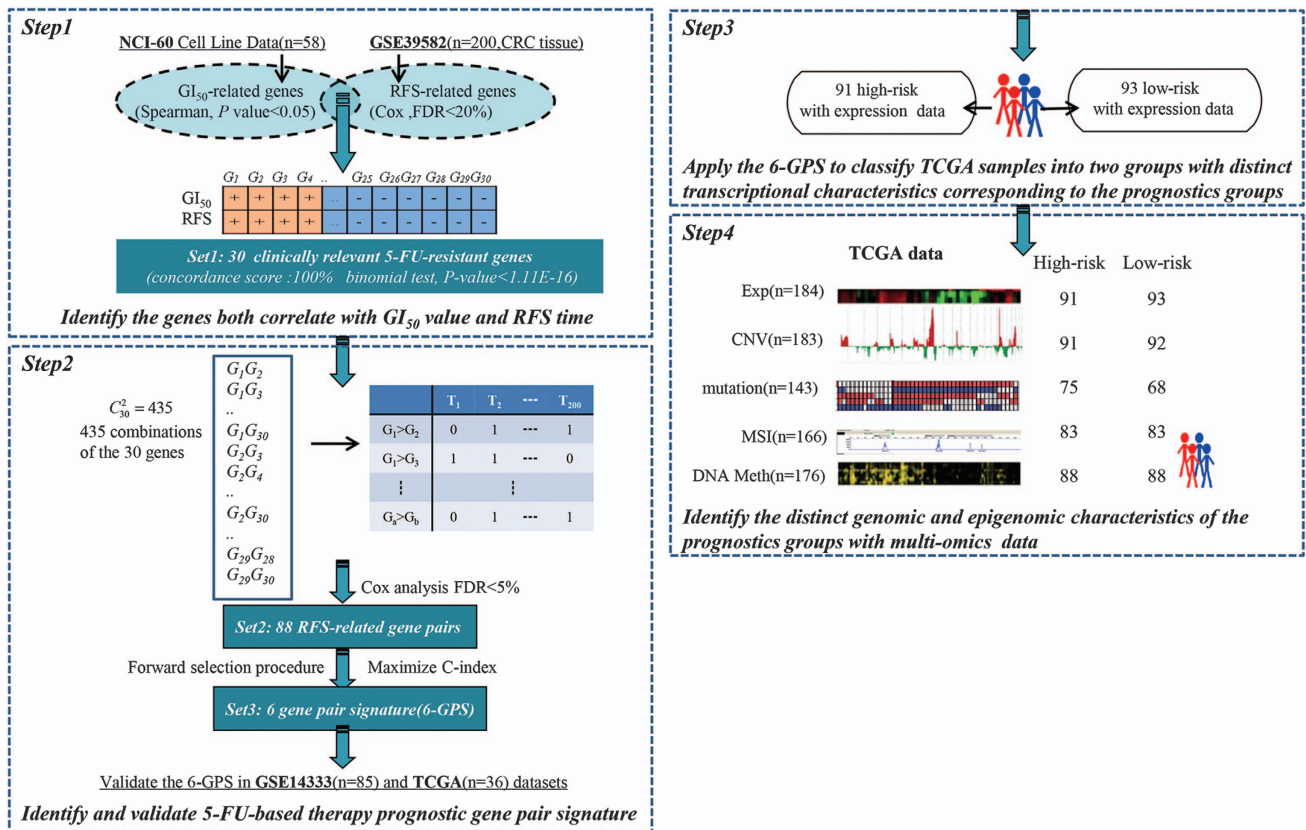 Step1
NCI-60 Cell Line Data(n=58)
GSE39582(n=200,CRC tissue)
GI50-related genes
(Spearman, P value<0.05)
RFS-related genes
(Cox ,FDR<20%)
G1 G2 G3 G4 .. G25 G26 G27 G28 G29 G30
GI50 + + + + .. - - - - - -
RFS + + + + .. - - - - - -
Set1: 30 clinically relevant 5-FU-resistant genes
(concordance score :100% binomial test, P-value<1.11E-16)
Identify the genes both correlate with GI50 value and RFS time
Step2
C²30 = 435
435 combinations
of the 30 genes
G1G2
G1G3
..
G1G30
G2G3
G2G4
..
G2G30
..
G29G28
G29G30
T1 T2 --- T200
G1>G2 0 1 --- 1
G1>G3 1 1 --- 0
Ga>Gb 0 1 --- 1
Cox analysis FDR<5%
Set2: 88 RFS-related gene pairs
Forward selection procedure
Maximize C-index
Set3: 6 gene pair signature(6-GPS)
Validate the 6-GPS in GSE14333(n=85) and TCGA(n=36) datasets
Identify and validate 5-FU-based therapy prognostic gene pair signature
Step3
91 high-risk
with expression data
93 low-risk
with expression data
Apply the 6-GPS to classify TCGA samples into two groups with distinct
transcriptional characteristics corresponding to the prognostics groups
Step4
TCGA data
High-risk Low-risk
Exp(n=184) 91 93
CNV(n=183) 91 92
mutation(n=143) 75 68
MSI(n=166) 83 83
DNA Meth(n=176) 88 88
Identify the distinct genomic and epigenomic characteristics of the
prognostics groups with multi-omics data